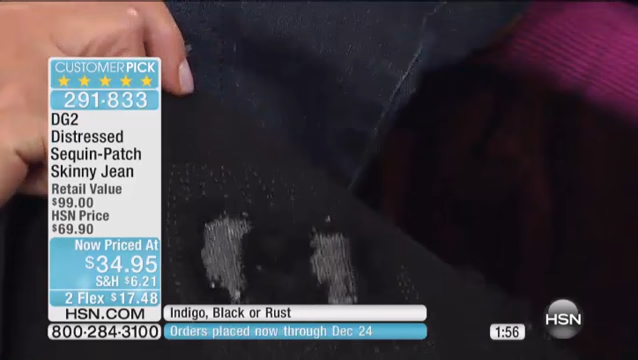 CUSTOMER PICK
291-833
DG2
Distressed
Sequin-Patch
Skinny Jean
Retail Value
$99.00
HSN Price
$69.90
Now Priced At
$34.95
S&H $6.21
2 Flex $17.48
HSN.COM
Indigo, Black or Rust
800-284-3100
Orders placed now through Dec 24
1:56
HSN